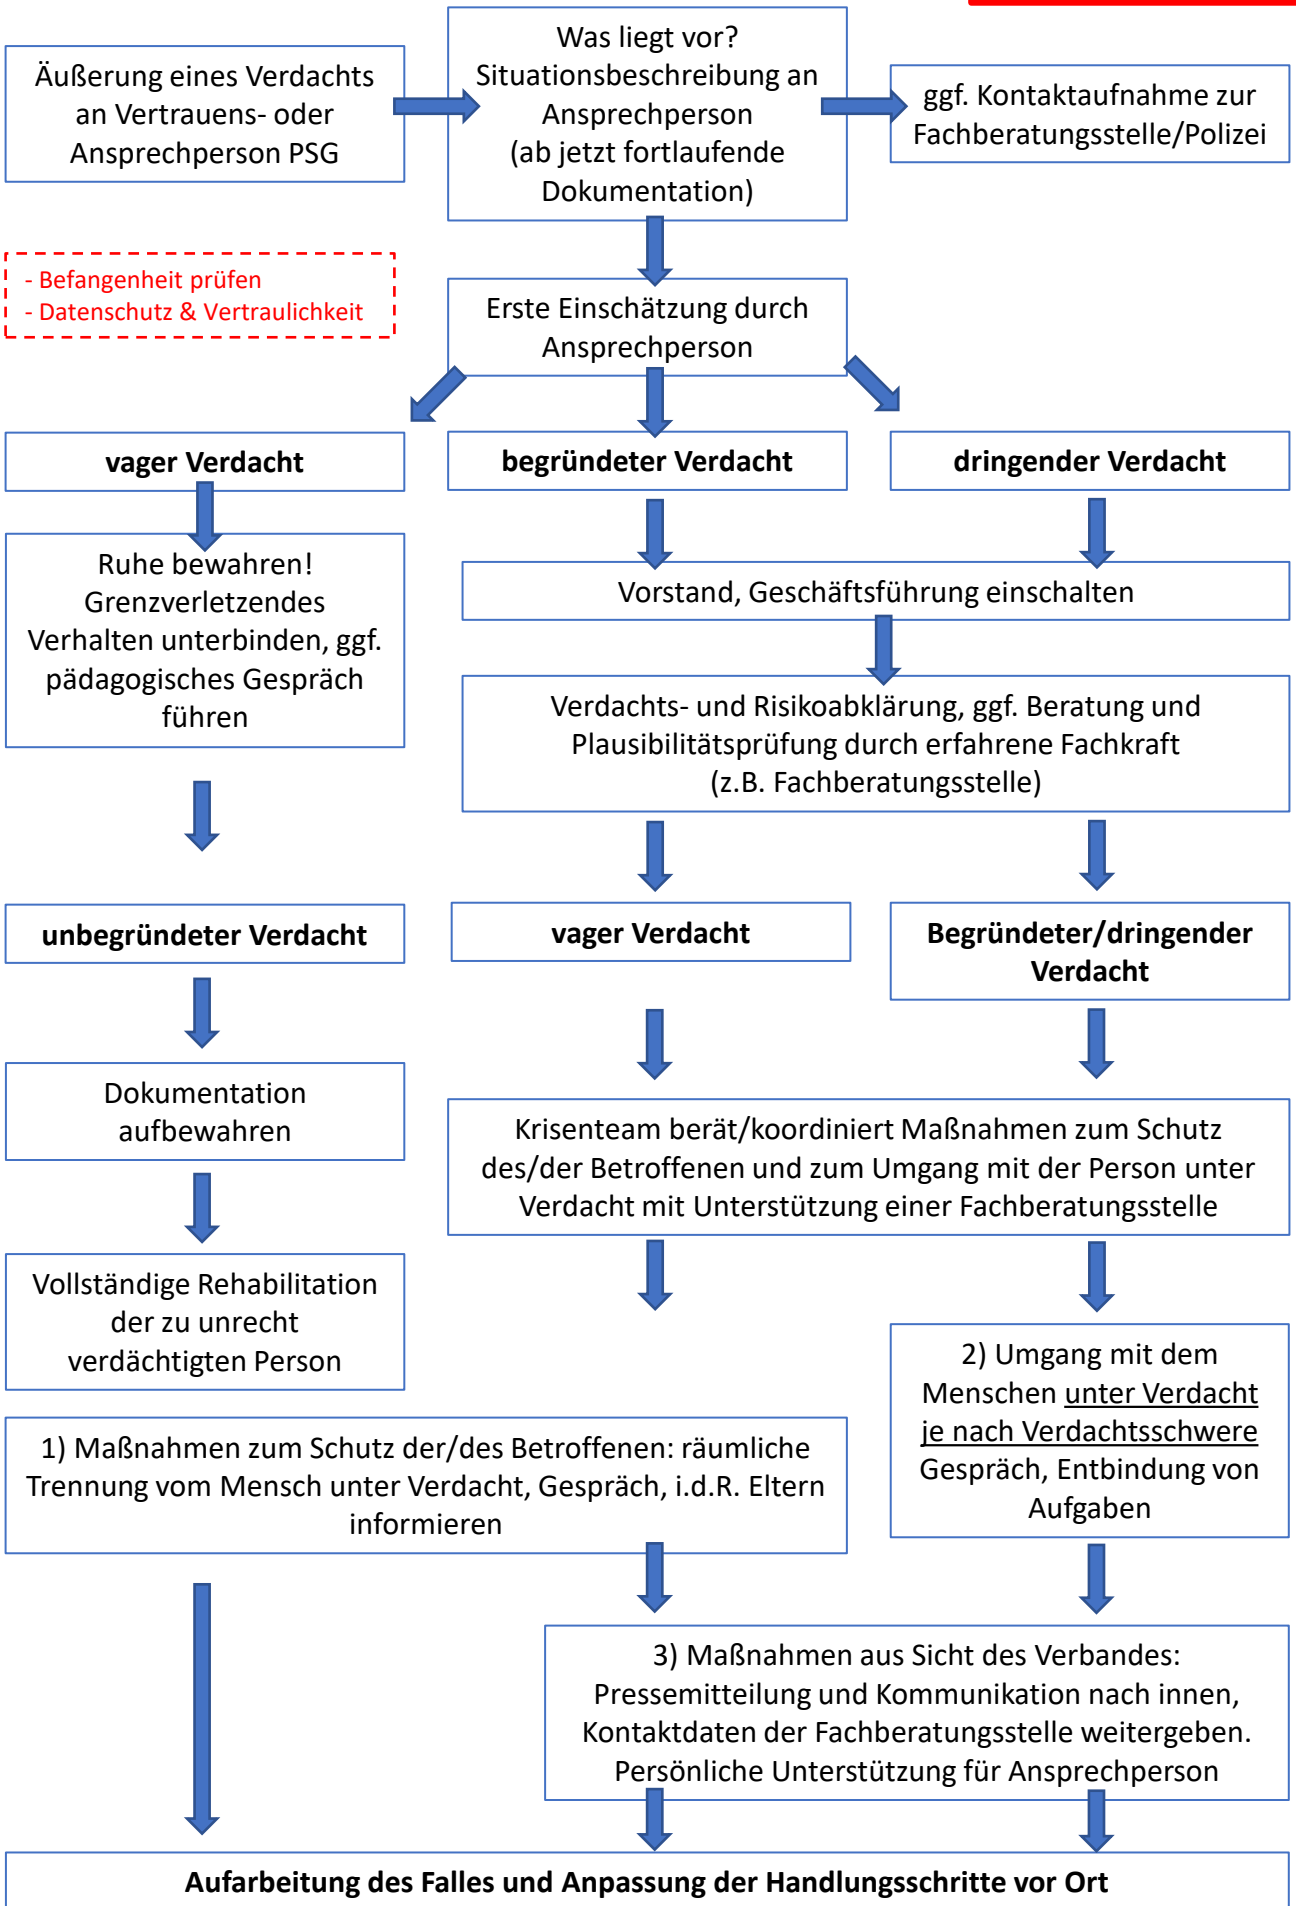 Äußerung eines Verdachts
an Vertrauens- oder
Ansprechperson PSG
Was liegt vor?
Situationsbeschreibung an
Ansprechperson
(ab jetzt fortlaufende
Dokumentation)
ggf. Kontaktaufnahme zur
Fachberatungsstelle/Polizei
- Befangenheit prüfen
- Datenschutz & Vertraulichkeit
Erste Einschätzung durch
Ansprechperson
vager Verdacht
begründeter Verdacht
dringender Verdacht
Ruhe bewahren!
Grenzverletzendes
Verhalten unterbinden, ggf.
pädagogisches Gespräch
führen
Vorstand, Geschäftsführung einschalten
Verdachts- und Risikoabklärung, ggf. Beratung und
Plausibilitätsprüfung durch erfahrene Fachkraft
(z.B. Fachberatungsstelle)
unbegründeter Verdacht
vager Verdacht
Begründeter/dringender
Verdacht
Dokumentation
aufbewahren
Krisenteam berät/koordiniert Maßnahmen zum Schutz
des/der Betroffenen und zum Umgang mit der Person unter
Verdacht mit Unterstützung einer Fachberatungsstelle
Vollständige Rehabilitation
der zu unrecht
verdächtigten Person
2) Umgang mit dem
Menschen unter Verdacht
je nach Verdachtsschwere
Gespräch, Entbindung von
Aufgaben
1) Maßnahmen zum Schutz der/des Betroffenen: räumliche
Trennung vom Mensch unter Verdacht, Gespräch, i.d.R. Eltern
informieren
3) Maßnahmen aus Sicht des Verbandes:
Pressemitteilung und Kommunikation nach innen,
Kontaktdaten der Fachberatungsstelle weitergeben.
Persönliche Unterstützung für Ansprechperson
Aufarbeitung des Falles und Anpassung der Handlungsschritte vor Ort